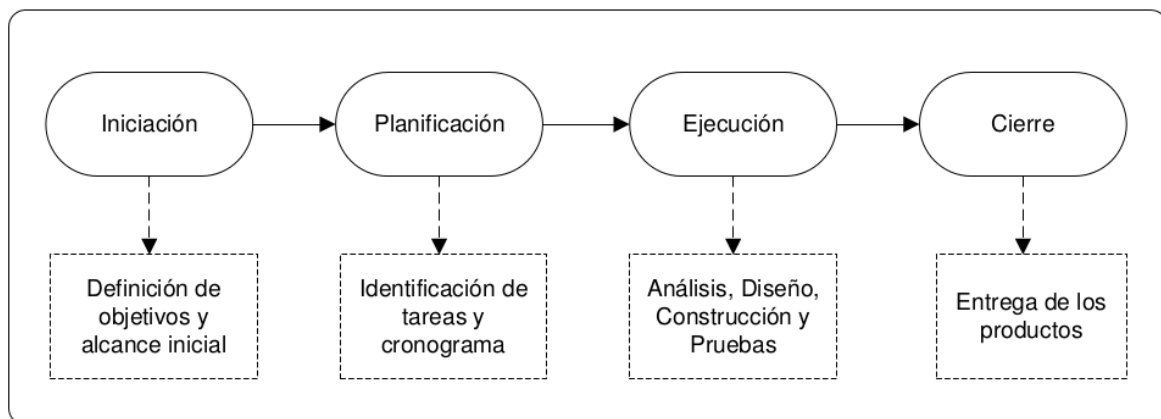 Iniciación
Planificación
Ejecución
Cierre
Definición de
objetivos y
alcance inicial
Identificación de
tareas y
cronograma
Análisis, Diseño,
Construcción y
Pruebas
Entrega de los
productos